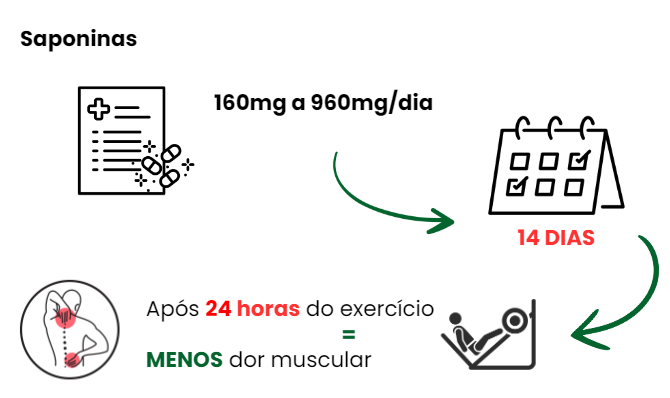 Saponinas
160mg a 960mg/dia
14 DIAS
Após 24 horas do exercício
=
MENOS dor muscular